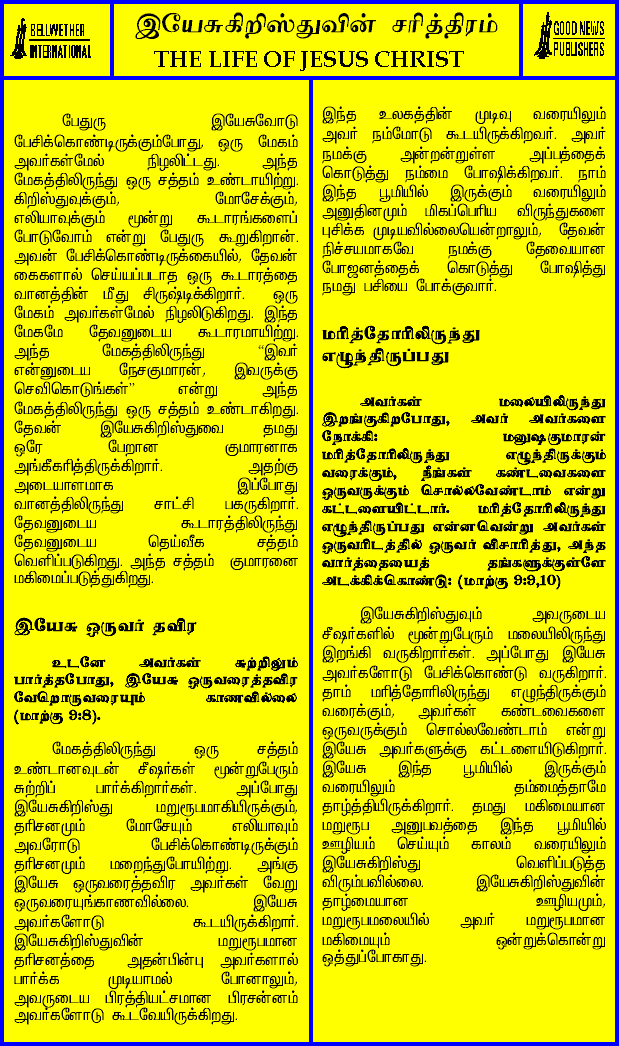 BELLWETHER
INTERNATIONAL
இயேசுகிறிஸ்துவின் சரித்திரம்
THE LIFE OF JESUS CHRIST
GOOD NEWS
PUBLISHERS
பேதுரு இயேசுவோடு
பேசிக்கொண்டிருக்கும்போது, ஒரு மேகம்
அவர்கள்மேல் நிழலிட்டது. அந்த
மேகத்திலிருந்து ஒரு சத்தம் உண்டாயிற்று.
கிறிஸ்துவுக்கும், மோசேக்கும்,
எலியாவுக்கும் மூன்று கூடாரங்களைப்
போடுவோம் என்று பேதுரு கூறுகிறான்.
அவன் பேசிக்கொண்டிருக்கையில், தேவன்
கைகளால் செய்யப்படாத ஒரு கூடாரத்தை
வானத்தின் மீது சிருஷ்டிக்கிறார். ஒரு
மேகம் அவர்கள்மேல் நிழலிடுகிறது. இந்த
மேகமே தேவனுடைய கூடாரமாயிற்று.
அந்த மேகத்திலிருந்து “இவர்
என்னுடைய நேசகுமாரன், இவருக்கு
செவிகொடுங்கள்” என்று அந்த
மேகத்திலிருந்து ஒரு சத்தம் உண்டாகிறது.
தேவன் இயேசுகிறிஸ்துவை தமது
ஒரே பேறான குமாரனாக
அங்கீகரித்திருக்கிறார். அதற்கு
அடையாளமாக இப்போது
வானத்திலிருந்து சாட்சி பகருகிறார்.
தேவனுடைய கூடாரத்திலிருந்து
தேவனுடைய தெய்வீக சத்தம்
வெளிப்படுகிறது. அந்த சத்தம் குமாரனை
மகிமைப்படுத்துகிறது.
இயேசு ஒருவர் தவிர
உடனே அவர்கள் சுற்றிலும்
பார்த்தபோது, இயேசு ஒருவரைத்தவிர
வேறொருவரையும் காணவில்லை
(மாற்கு 9:8).
மேகத்திலிருந்து ஒரு சத்தம்
உண்டானவுடன் சீஷர்கள் மூன்றுபேரும்
சுற்றிப் பார்க்கிறார்கள். அப்போது
இயேசுகிறிஸ்து மறுரூபமாகியிருக்கும்,
தரிசனமும் மோசேயும் எலியாவும்
அவரோடு பேசிக்கொண்டிருக்கும்
தரிசனமும் மறைந்துபோயிற்று. அங்கு
இயேசு ஒருவரைத்தவிர அவர்கள் வேறு
ஒருவரையுங்காணவில்லை. இயேசு
அவர்களோடு கூடயிருக்கிறார்.
இயேசுகிறிஸ்துவின் மறுரூபமான
தரிசனத்தை அதன்பின்பு அவர்களால்
பார்க்க முடியாமல் போனாலும்,
அவருடைய பிரத்தியட்சமான பிரசன்னம்
அவர்களோடு கூடவேயிருக்கிறது.
இந்த உலகத்தின் முடிவு வரையிலும்
அவர் நம்மோடு கூடயிருக்கிறவர். அவர்
நமக்கு அன்றன்றுள்ள அப்பத்தைக்
கொடுத்து நம்மை போஷிக்கிறவர். நாம்
இந்த பூமியில் இருக்கும் வரையிலும்
அனுதினமும் மிகப்பெரிய விருந்துகளை
புசிக்க முடியவில்லையென்றாலும், தேவன்
நிச்சயமாகவே நமக்கு தேவையான
போஜனத்தைக் கொடுத்து போஷித்து
நமது பசியை போக்குவார்.
மரித்தோரிலிருந்து
எழுந்திருப்பது
அவர்கள் மலையிலிருந்து
இறங்குகிறபோது, அவர் அவர்களை
நோக்கி: மனுஷகுமாரன்
மரித்தோரிலிருந்து எழுந்திருக்கும்
வரைக்கும், நீங்கள் கண்டவைகளை
ஒருவருக்கும் சொல்லவேண்டாம் என்று
கட்டளையிட்டார். மரித்தோரிலிருந்து
எழுந்திருப்பது என்னவென்று அவர்கள்
ஒருவரிடத்தில் ஒருவர் விசாரித்து, அந்த
வார்த்தையைத் தங்களுக்குள்ளே
அடக்கிக்கொண்டு: (மாற்கு 9:9,10)
இயேசுகிறிஸ்துவும் அவருடைய
சீஷர்களில் மூன்றுபேரும் மலையிலிருந்து
இறங்கி வருகிறார்கள். அப்போது இயேசு
அவர்களோடு பேசிக்கொண்டு வருகிறார்.
தாம் மரித்தோரிலிருந்து எழுந்திருக்கும்
வரைக்கும், அவர்கள் கண்டவைகளை
ஒருவருக்கும் சொல்லவேண்டாம் என்று
இயேசு அவர்களுக்கு கட்டளையிடுகிறார்.
இயேசு இந்த பூமியில் இருக்கும்
வரையிலும் தம்மைத்தாமே
தாழ்த்தியிருக்கிறார். தமது மகிமையான
மறுரூப அனுபவத்தை இந்த பூமியில்
ஊழியம் செய்யும் காலம் வரையிலும்
இயேசுகிறிஸ்து வெளிப்படுத்த
விரும்பவில்லை. இயேசுகிறிஸ்துவின்
தாழ்மையான ஊழியமும்,
மறுரூபமலையில் அவர் மறுரூபமான
மகிமையும் ஒன்றுக்கொன்று
ஒத்துப்போகாது.